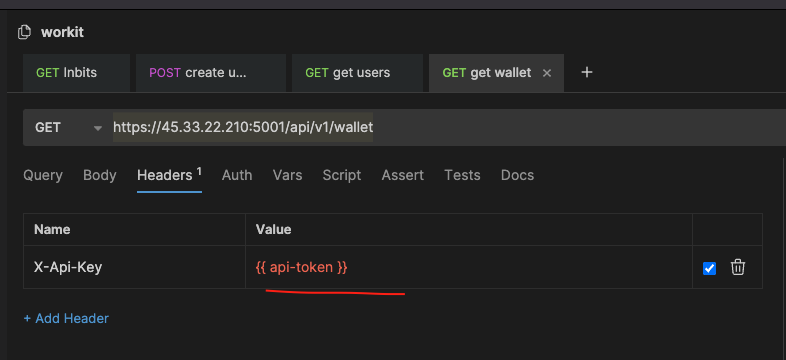 workit
GET Inbits POST create u... GET get users GET get wallet × +
GET https://45.33.22.210:5001/api/v1/wallet
Query Body Headers 1 Auth Vars Script Assert Tests Docs
Name Value
X-Api-Key {{ api-token }}
+ Add Header